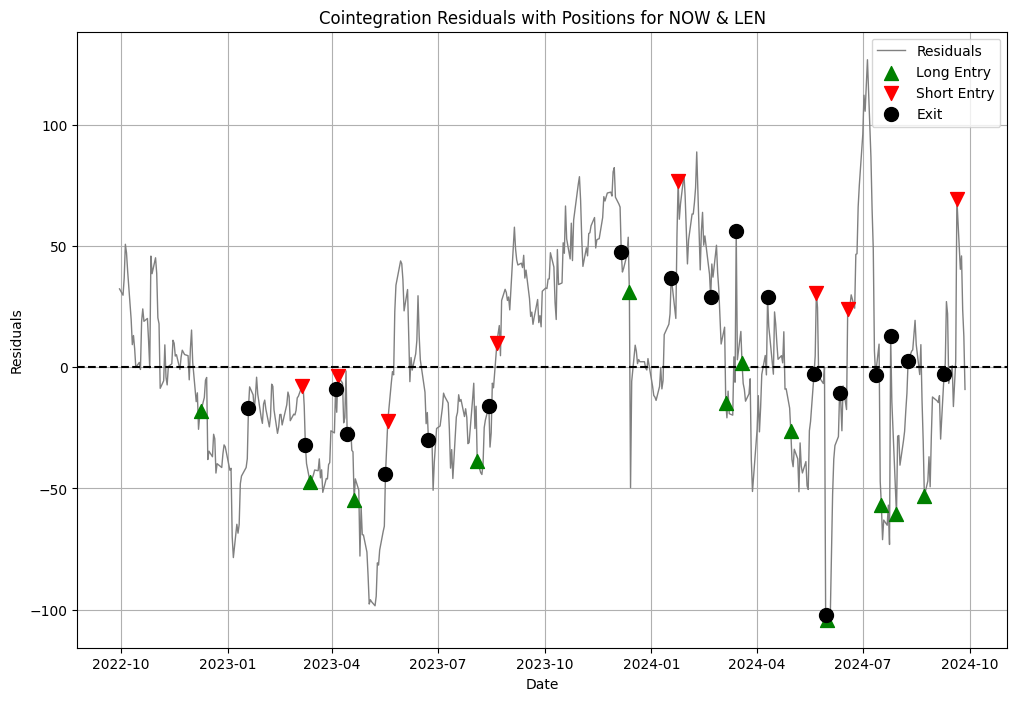 Cointegration Residuals with Positions for NOW & LEN
Residuals
Long Entry
Short Entry
Exit
Residuals
100
50
0
−50
−100
2022-10 2023-01 2023-04 2023-07 2023-10 2024-01 2024-04 2024-07 2024-10
Date